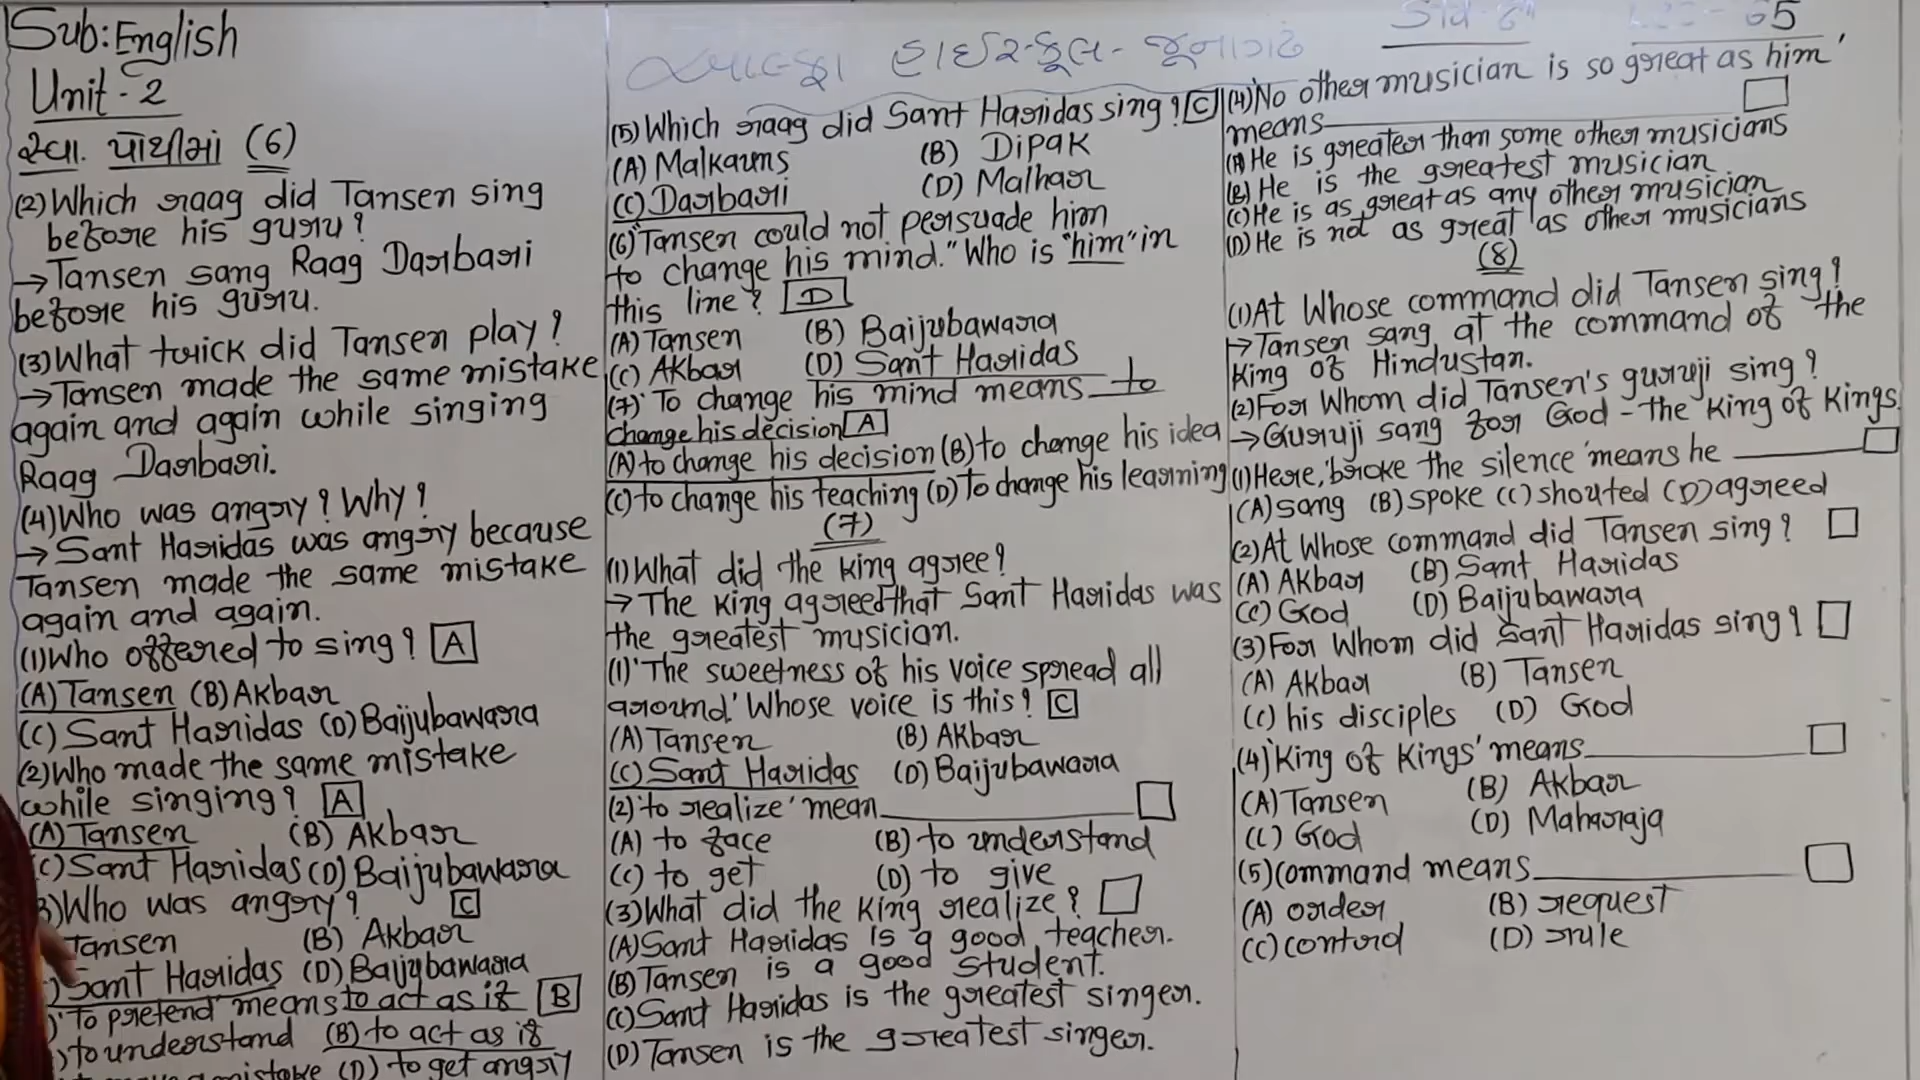 Sub: English
Unit - 2
સ્વા. પોથીમાં (6)
(2) Which raag did Tansen sing
before his guru?
→ Tansen sang Raag Darbari
before his guru.
(3) What trick did Tansen play?
→ Tansen made the same mistake
again and again while singing
Raag Darbari.
(4) Who was angry? Why?
→ Sant Haridas was angry because
Tansen made the same mistake
again and again.
(1) Who offered to sing? A
(A) Tansen (B) Akbar
(C) Sant Haridas (D) Baijubawara
(2) Who made the same mistake
while singing? A
(A) Tansen (B) Akbar
(C) Sant Haridas (D) Baijubawara
3) Who was angry? C
Tansen (B) Akbar
) Sant Haridas (D) Baijubawara
) 'To pretend' means to act as if B
) to understand (B) to act as if
mistake (D) to get angry
હાઈસ્કૂલ - જૂનાગઢ
(5) Which raag did Sant Haridas sing? C
(A) Malkauns (B) Dipak
(C) Darbari (D) Malhar
(6) "Tansen could not persuade him
to change his mind." Who is "him" in
this line? D
(A) Tansen (B) Baijubawara
(C) Akbar (D) Sant Haridas
(7) 'To change his mind means to
change his decision A
(A) to change his decision (B) to change his idea
(C) to change his teaching (D) to change his learning
(7)
(1) What did the king agree?
→ The king agreed that Sant Haridas was
the greatest musician.
(1) 'The sweetness of his voice spread all
around.' Whose voice is this? C
(A) Tansen (B) Akbar
(C) Sant Haridas (D) Baijubawara
(2) 'to realize' mean
(A) to face (B) to understand
(C) to get (D) to give
(3) What did the king realize?
(A) Sant Haridas is a good teacher.
(B) Tansen is a good student.
(C) Sant Haridas is the greatest singer.
(D) Tansen is the greatest singer.
(4) 'No other musician is so great as him'
means
(A) He is greater than some other musicians
(B) He is the greatest musician
(C) He is as great as any other musician
(D) He is not as great as other musicians
(8)
(1) At Whose command did Tansen sing?
→ Tansen sang at the command of the
King of Hindustan.
(2) For Whom did Tansen's guruji sing?
→ Guruji sang for God - the King of Kings.
(1) Here, 'broke the silence' means he
(A) sang (B) spoke (C) shouted (D) agreed
(2) At Whose command did Tansen sing?
(A) Akbar (B) Sant Haridas
(C) God (D) Baijubawara
(3) For Whom did Sant Haridas sing?
(A) Akbar (B) Tansen
(C) his disciples (D) God
(4) 'King of Kings' means
(A) Tansen (B) Akbar
(C) God (D) Maharaja
(5) Command means
(A) order (B) request
(C) control (D) rule